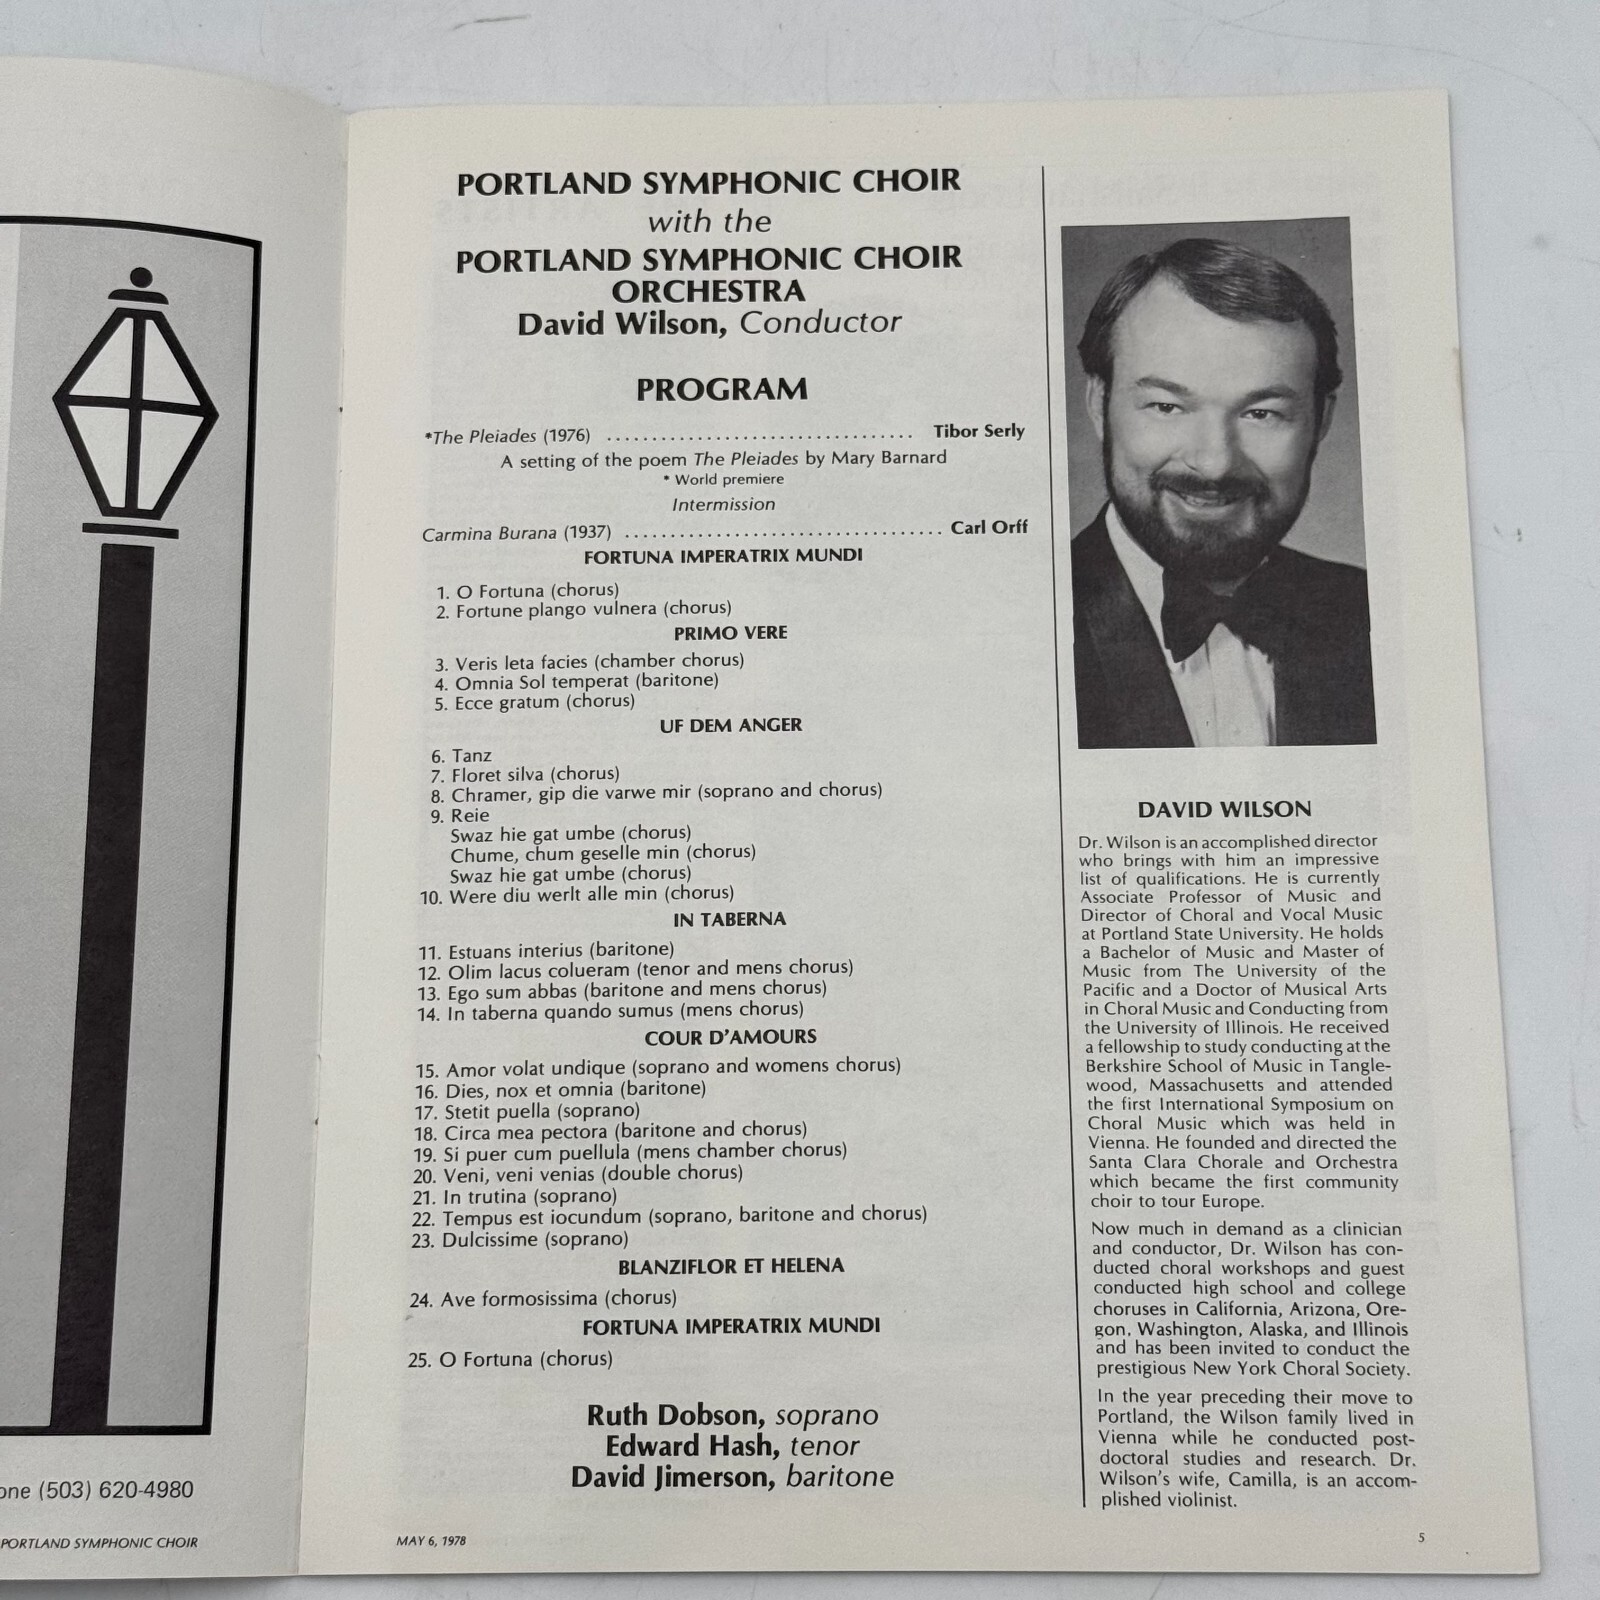 one (503) 620-4980
PORTLAND SYMPHONIC CHOIR
PORTLAND SYMPHONIC CHOIR
with the
PORTLAND SYMPHONIC CHOIR
ORCHESTRA
David Wilson, Conductor
PROGRAM
*The Pleiades (1976) .................................. Tibor Serly
A setting of the poem The Pleiades by Mary Barnard
* World premiere
Intermission
Carmina Burana (1937) ................................... Carl Orff
FORTUNA IMPERATRIX MUNDI
1. O Fortuna (chorus)
2. Fortune plango vulnera (chorus)
PRIMO VERE
3. Veris leta facies (chamber chorus)
4. Omnia Sol temperat (baritone)
5. Ecce gratum (chorus)
UF DEM ANGER
6. Tanz
7. Floret silva (chorus)
8. Chramer, gip die varwe mir (soprano and chorus)
9. Reie
Swaz hie gat umbe (chorus)
Chume, chum geselle min (chorus)
Swaz hie gat umbe (chorus)
10. Were diu werlt alle min (chorus)
IN TABERNA
11. Estuans interius (baritone)
12. Olim lacus colueram (tenor and mens chorus)
13. Ego sum abbas (baritone and mens chorus)
14. In taberna quando sumus (mens chorus)
COUR D'AMOURS
15. Amor volat undique (soprano and womens chorus)
16. Dies, nox et omnia (baritone)
17. Stetit puella (soprano)
18. Circa mea pectora (baritone and chorus)
19. Si puer cum puellula (mens chamber chorus)
20. Veni, veni venias (double chorus)
21. In trutina (soprano)
22. Tempus est iocundum (soprano, baritone and chorus)
23. Dulcissime (soprano)
BLANZIFLOR ET HELENA
24. Ave formosissima (chorus)
FORTUNA IMPERATRIX MUNDI
25. O Fortuna (chorus)
Ruth Dobson, soprano
Edward Hash, tenor
David Jimerson, baritone
MAY 6, 1978
DAVID WILSON
Dr. Wilson is an accomplished director
who brings with him an impressive
list of qualifications. He is currently
Associate Professor of Music and
Director of Choral and Vocal Music
at Portland State University. He holds
a Bachelor of Music and Master of
Music from The University of the
Pacific and a Doctor of Musical Arts
in Choral Music and Conducting from
the University of Illinois. He received
a fellowship to study conducting at the
Berkshire School of Music in Tangle-
wood, Massachusetts and attended
the first International Symposium on
Choral Music which was held in
Vienna. He founded and directed the
Santa Clara Chorale and Orchestra
which became the first community
choir to tour Europe.
Now much in demand as a clinician
and conductor, Dr. Wilson has con-
ducted choral workshops and guest
conducted high school and college
choruses in California, Arizona, Ore-
gon, Washington, Alaska, and Illinois
and has been invited to conduct the
prestigious New York Choral Society.
In the year preceding their move to
Portland, the Wilson family lived in
Vienna while he conducted post-
doctoral studies and research. Dr.
Wilson's wife, Camilla, is an accom-
plished violinist.
5